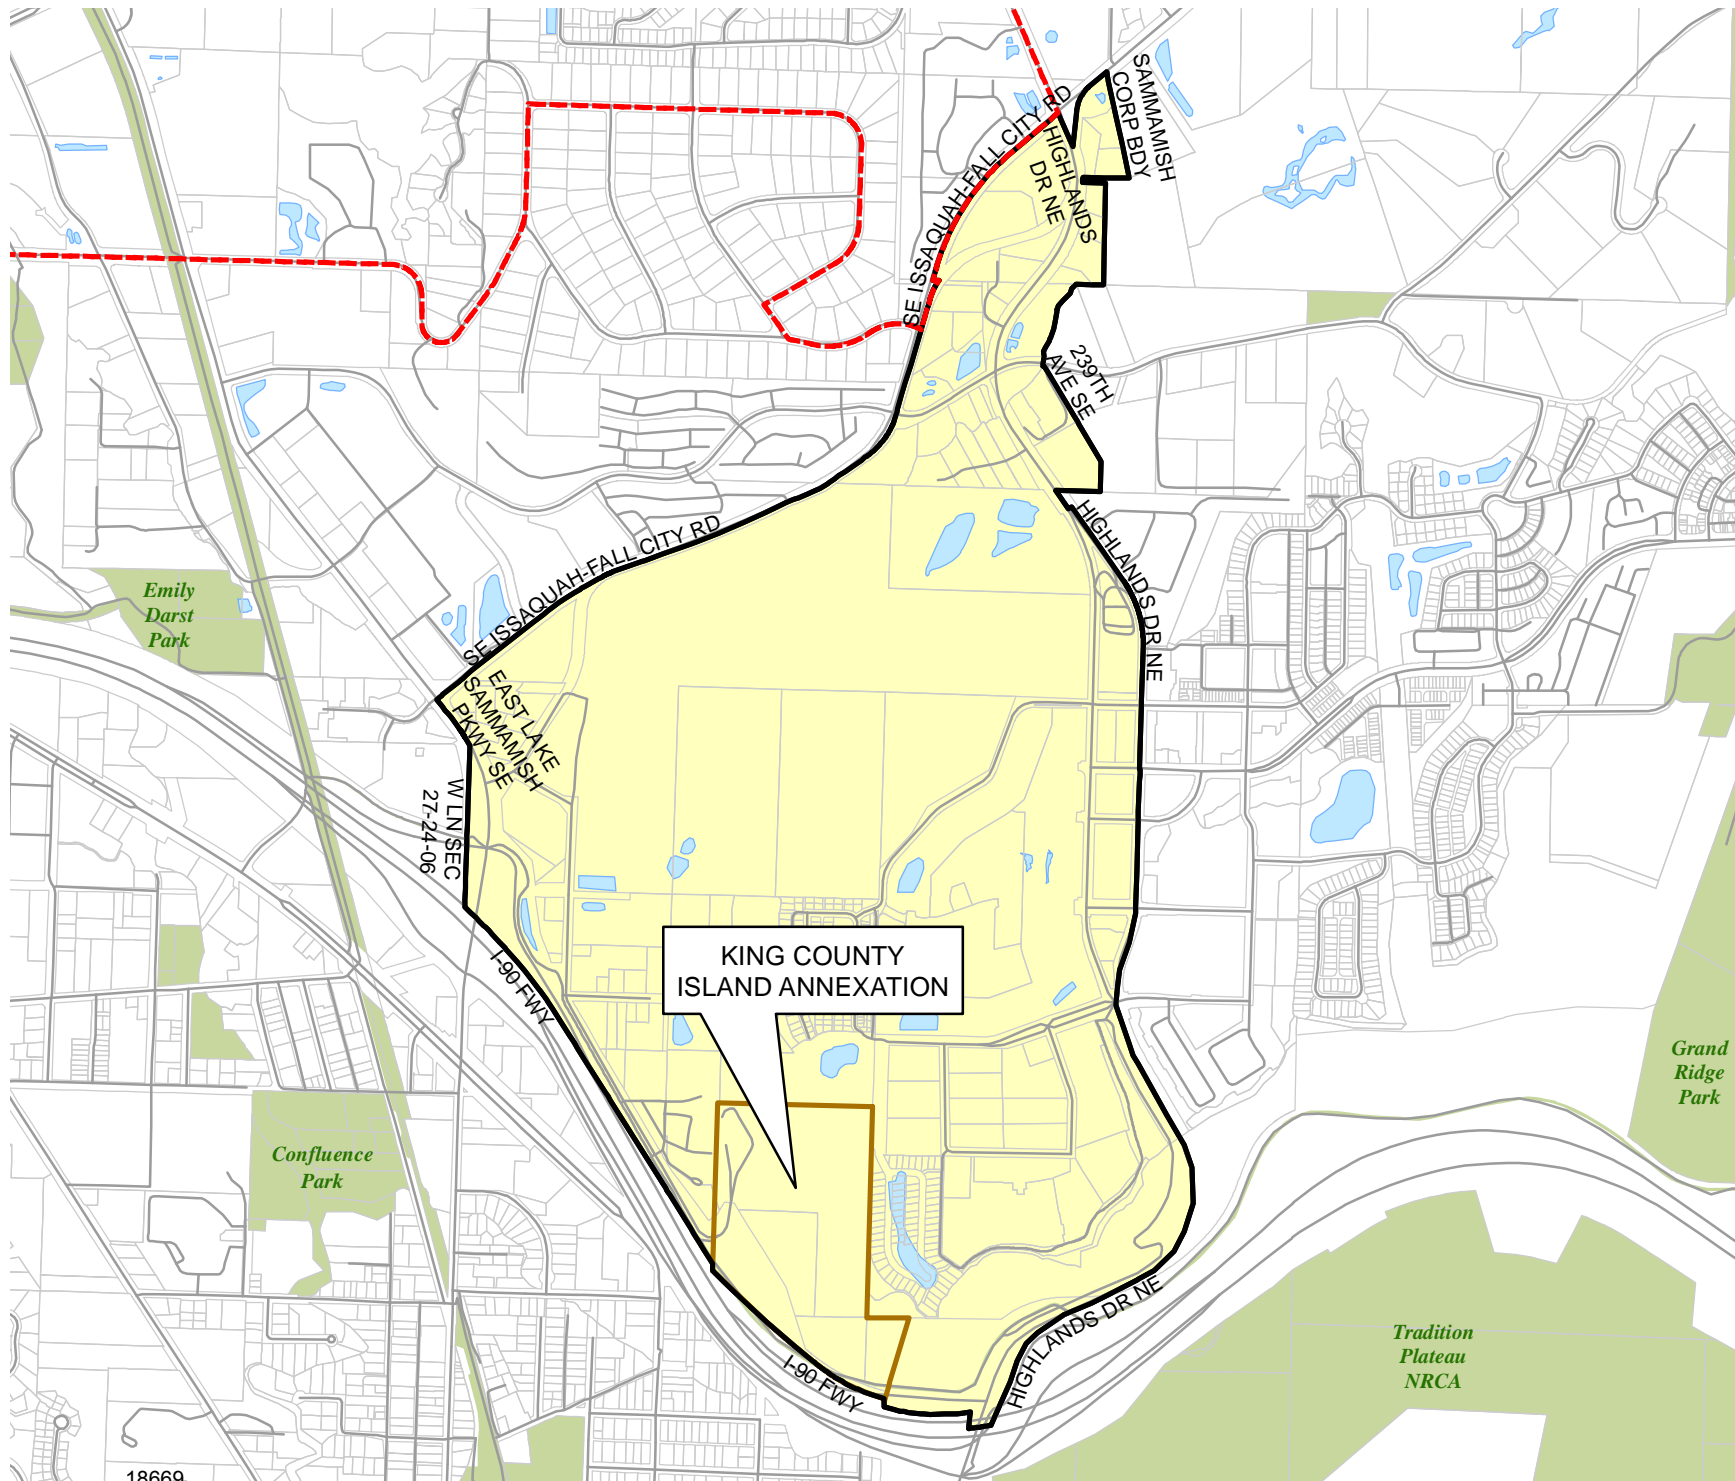 SAMMAMISH
CORP BDY
SE ISSAQUAH-FALL CITY RD
HIGHLANDS
DR NE
239TH
AVE SE
HIGHLANDS DR NE
SE ISSAQUAH-FALL CITY RD
Emily
Darst
Park
EAST LAKE
SAMMAMISH
PKWY SE
W LN SEC
27-24-06
I-90 FWY
KING COUNTY
ISLAND ANNEXATION
Grand
Ridge
Park
Confluence
Park
HIGHLANDS DR NE
I-90 FWY
Tradition
Plateau
NRCA
18669